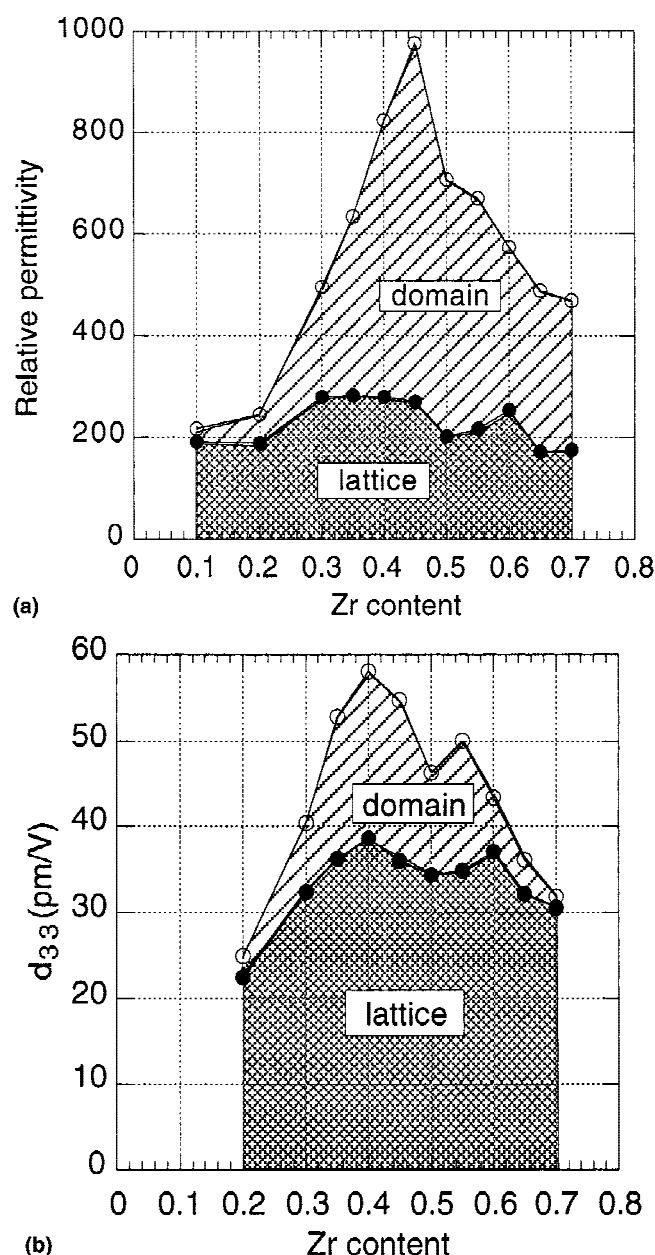 1000
800
600
400
200
0
Relative permittivity
domain
lattice
0 0.1 0.2 0.3 0.4 0.5 0.6 0.7 0.8
Zr content
(a)
60
50
40
30
20
10
0
d33(pm/V)
domain
lattice
0 0.1 0.2 0.3 0.4 0.5 0.6 0.7 0.8
Zr content
(b)